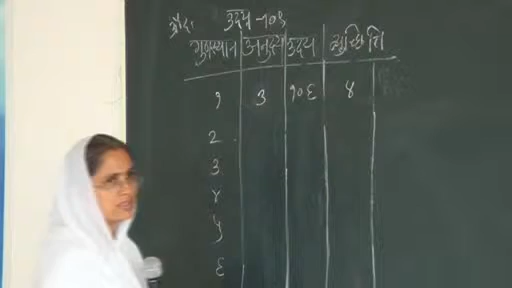 उदय -१०९
गुणस्थान अनुदय उदय व्युच्छित्ति
१ ३ १०६ ४
२
३
४
५
६